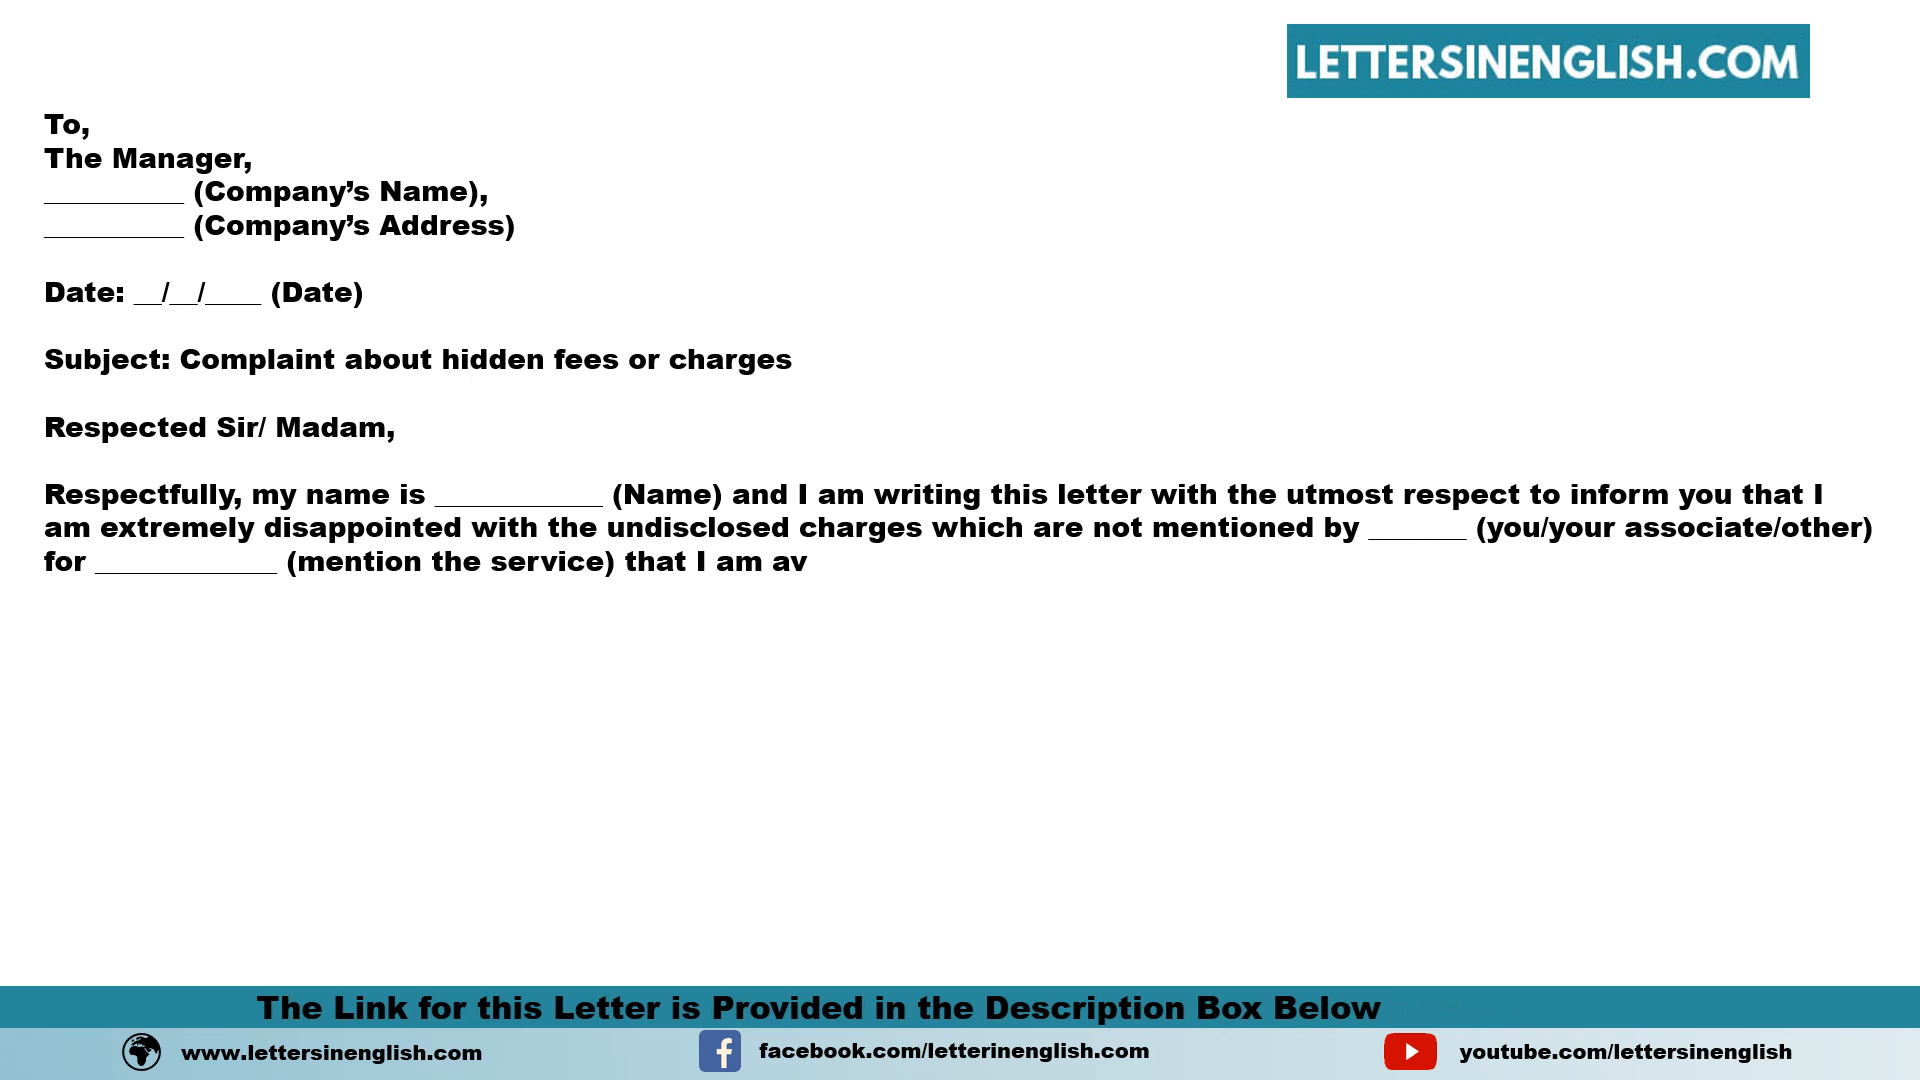 LETTERSINENGLISH.COM
To,
The Manager,
__________ (Company’s Name),
__________ (Company’s Address)
Date: __/__/____ (Date)
Subject: Complaint about hidden fees or charges
Respected Sir/ Madam,
Respectfully, my name is ____________ (Name) and I am writing this letter with the utmost respect to inform you that I
am extremely disappointed with the undisclosed charges which are not mentioned by _______ (you/your associate/other)
for _____________ (mention the service) that I am av
The Link for this Letter is Provided in the Description Box Below
www.lettersinenglish.com
facebook.com/letterinenglish.com
youtube.com/lettersinenglish